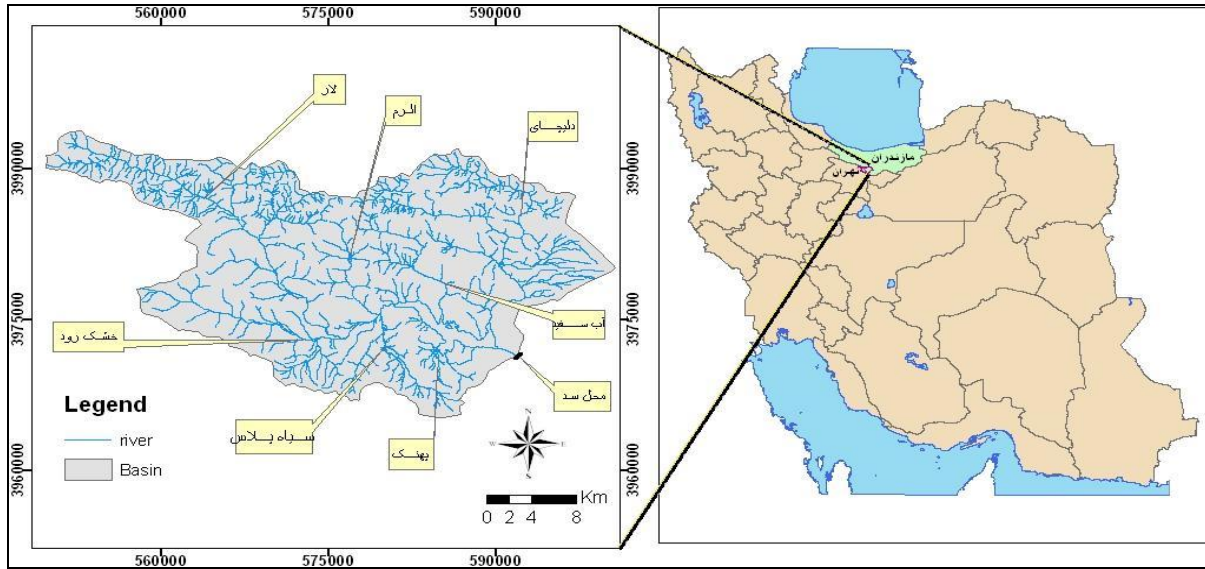 560000
575000
590000
3990000
3975000
3960000
لار
الرم
دلیچای
آب سفید
خشک رود
محل سد
سیاه پلاس
پهنک
Legend
river
Basin
N
E
S
W
Km
0 2 4 8
560000
575000
590000
3990000
3975000
3960000
مازندران
تهران